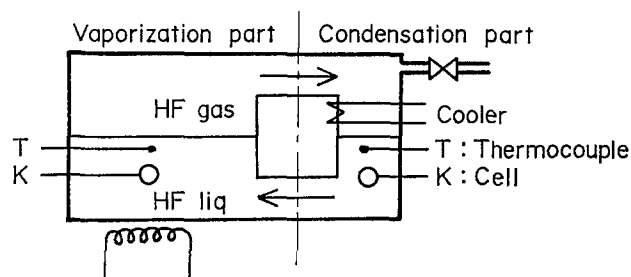 Vaporization part
Condensation part
HF gas
Cooler
T
T : Thermocouple
K
K : Cell
HF liq